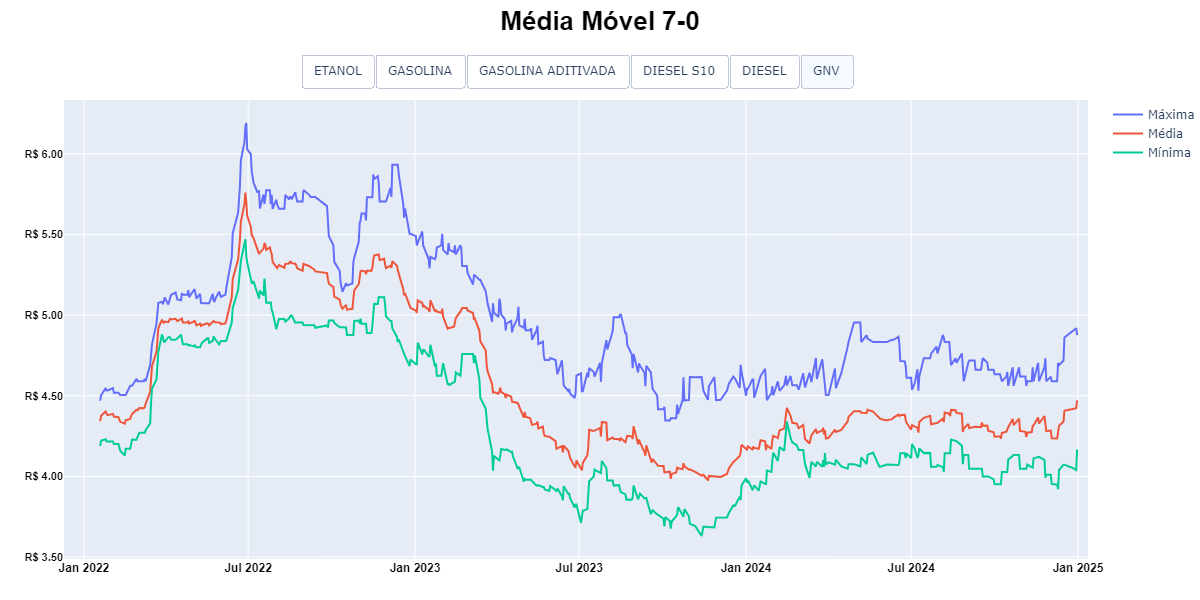 Média Móvel 7-0
ETANOL GASOLINA GASOLINA ADITIVADA DIESEL S10 DIESEL GNV
Máxima
Média
Mínima
R$ 6.00
R$ 5.50
R$ 5.00
R$ 4.50
R$ 4.00
R$ 3.50
Jan 2022 Jul 2022 Jan 2023 Jul 2023 Jan 2024 Jul 2024 Jan 2025